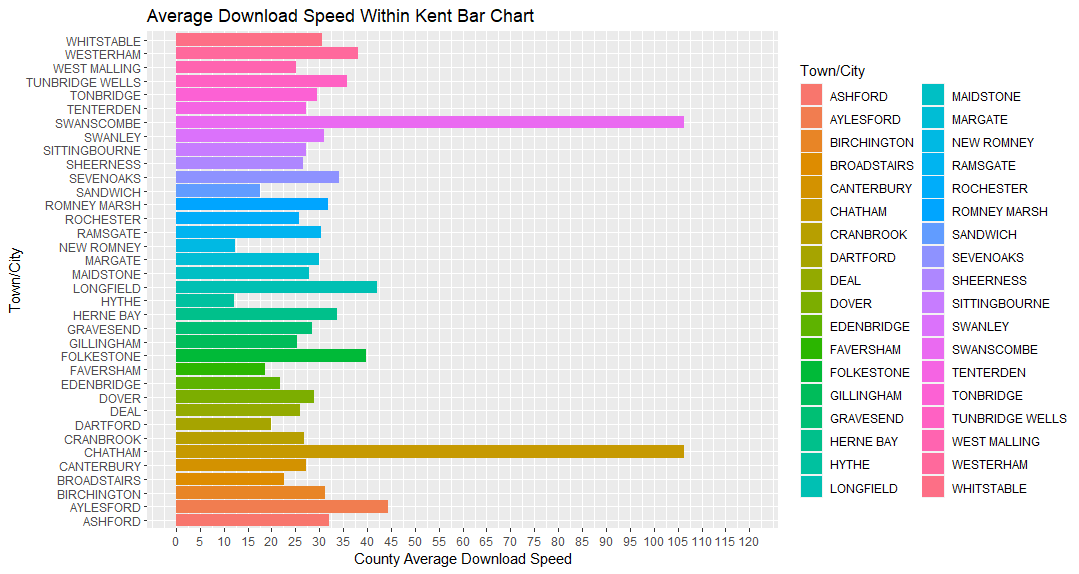 Average Download Speed Within Kent Bar Chart
Town/City
WHITSTABLE
WESTERHAM
WEST MALLING
TUNBRIDGE WELLS
TONBRIDGE
TENTERDEN
SWANSCOMBE
SWANLEY
SITTINGBOURNE
SHEERNESS
SEVENOAKS
SANDWICH
ROMNEY MARSH
ROCHESTER
RAMSGATE
NEW ROMNEY
MARGATE
MAIDSTONE
LONGFIELD
HYTHE
HERNE BAY
GRAVESEND
GILLINGHAM
FOLKESTONE
FAVERSHAM
EDENBRIDGE
DOVER
DEAL
DARTFORD
CRANBROOK
CHATHAM
CANTERBURY
BROADSTAIRS
BIRCHINGTON
AYLESFORD
ASHFORD
0 5 10 15 20 25 30 35 40 45 50 55 60 65 70 75 80 85 90 95 100 105 110 115 120
County Average Download Speed
Town/City
ASHFORD
AYLESFORD
BIRCHINGTON
BROADSTAIRS
CANTERBURY
CHATHAM
CRANBROOK
DARTFORD
DEAL
DOVER
EDENBRIDGE
FAVERSHAM
FOLKESTONE
GILLINGHAM
GRAVESEND
HERNE BAY
HYTHE
LONGFIELD
MAIDSTONE
MARGATE
NEW ROMNEY
RAMSGATE
ROCHESTER
ROMNEY MARSH
SANDWICH
SEVENOAKS
SHEERNESS
SITTINGBOURNE
SWANLEY
SWANSCOMBE
TENTERDEN
TONBRIDGE
TUNBRIDGE WELLS
WEST MALLING
WESTERHAM
WHITSTABLE